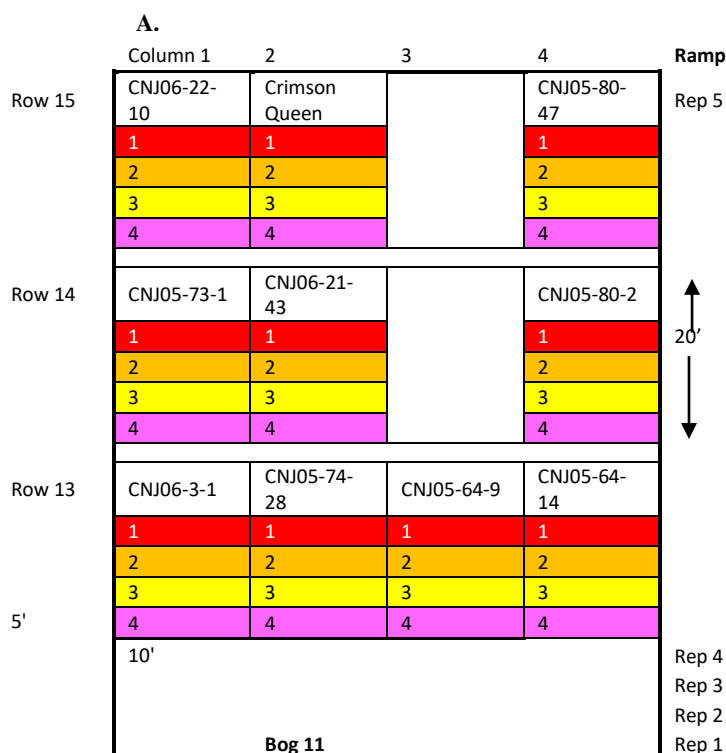 A.
Column 1 2 3 4 Ramp
Row 15 CNJ06-22- Crimson CNJ05-80- Rep 5
10 Queen 47
1 1 1
2 2 2
3 3 3
4 4 4
Row 14 CNJ05-73-1 CNJ06-21- CNJ05-80-2
43
1 1 1 20'
2 2 2
3 3 3
4 4 4
Row 13 CNJ06-3-1 CNJ05-74- CNJ05-64-9 CNJ05-64-
28 14
1 1 1 1
2 2 2 2
3 3 3 3
5' 4 4 4 4
10' Rep 4
Rep 3
Rep 2
Bog 11 Rep 1